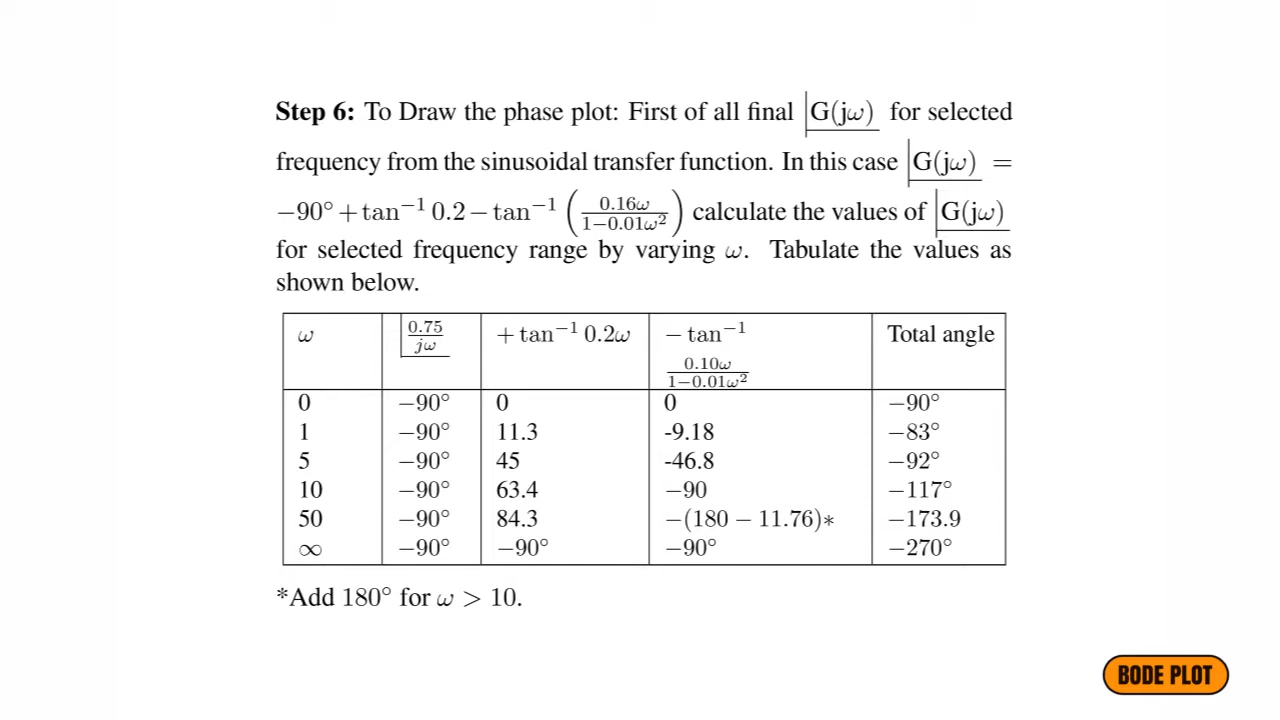 Step 6: To Draw the phase plot: First of all final |G(jω) for selected
frequency from the sinusoidal transfer function. In this case |G(jω) =
−90° + tan⁻¹ 0.2 − tan⁻¹ (0.16ω/1−0.01ω²) calculate the values of |G(jω)
for selected frequency range by varying ω. Tabulate the values as
shown below.
ω |0.75/jω + tan⁻¹ 0.2ω − tan⁻¹ 0.10ω/1−0.01ω² Total angle
0 −90° 0 0 −90°
1 −90° 11.3 -9.18 −83°
5 −90° 45 -46.8 −92°
10 −90° 63.4 −90 −117°
50 −90° 84.3 −(180 − 11.76)* −173.9
∞ −90° −90° −90° −270°
*Add 180° for ω > 10.
BODE PLOT